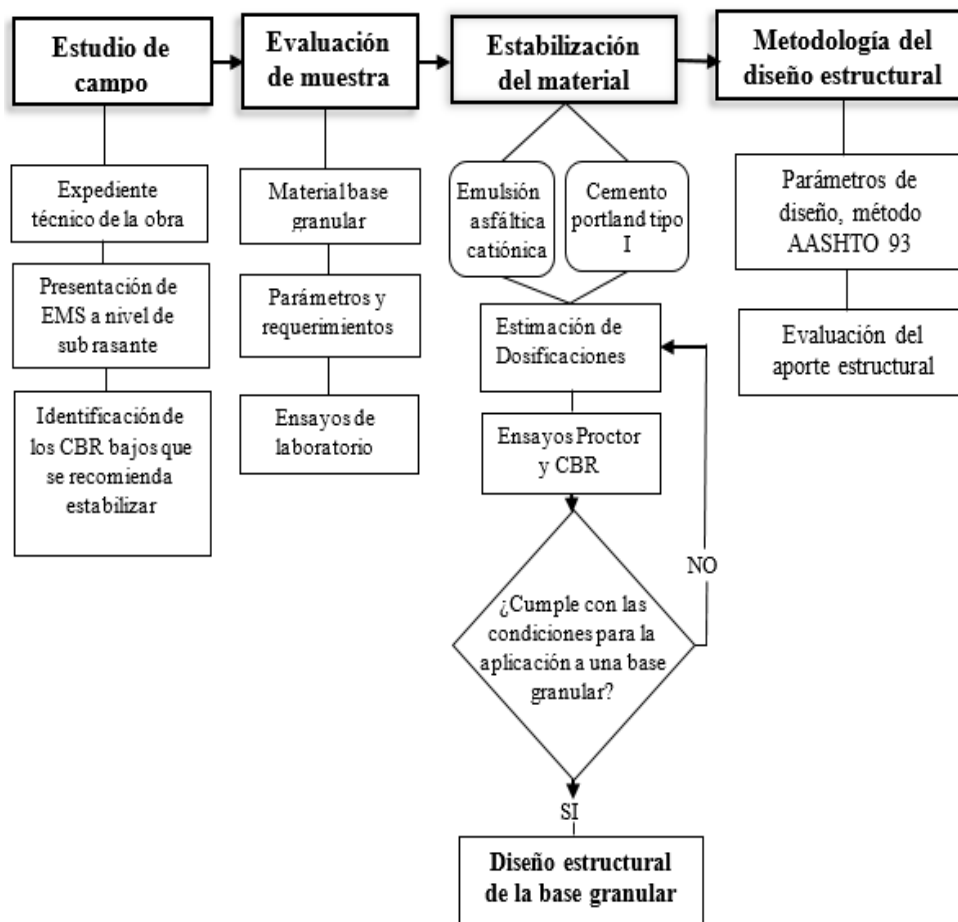 Estudio de
campo
Evaluación
de muestra
Estabilización
del material
Metodología del
diseño estructural
Expediente
técnico de la obra
Presentación de
EMS a nivel de
sub rasante
Identificación de
los CBR bajos que
se recomienda
estabilizar
Material base
granular
Parámetros y
requerimientos
Ensayos de
laboratorio
Emulsión
asfáltica
catiónica
Cemento
portland tipo
I
Estimación de
Dosificaciones
Ensayos Proctor
y CBR
¿Cumple con las
condiciones para la
aplicación a una base
granular?
NO
SI
Diseño estructural
de la base granular
Parámetros de
diseño, método
AASHTO 93
Evaluación del
aporte estructural